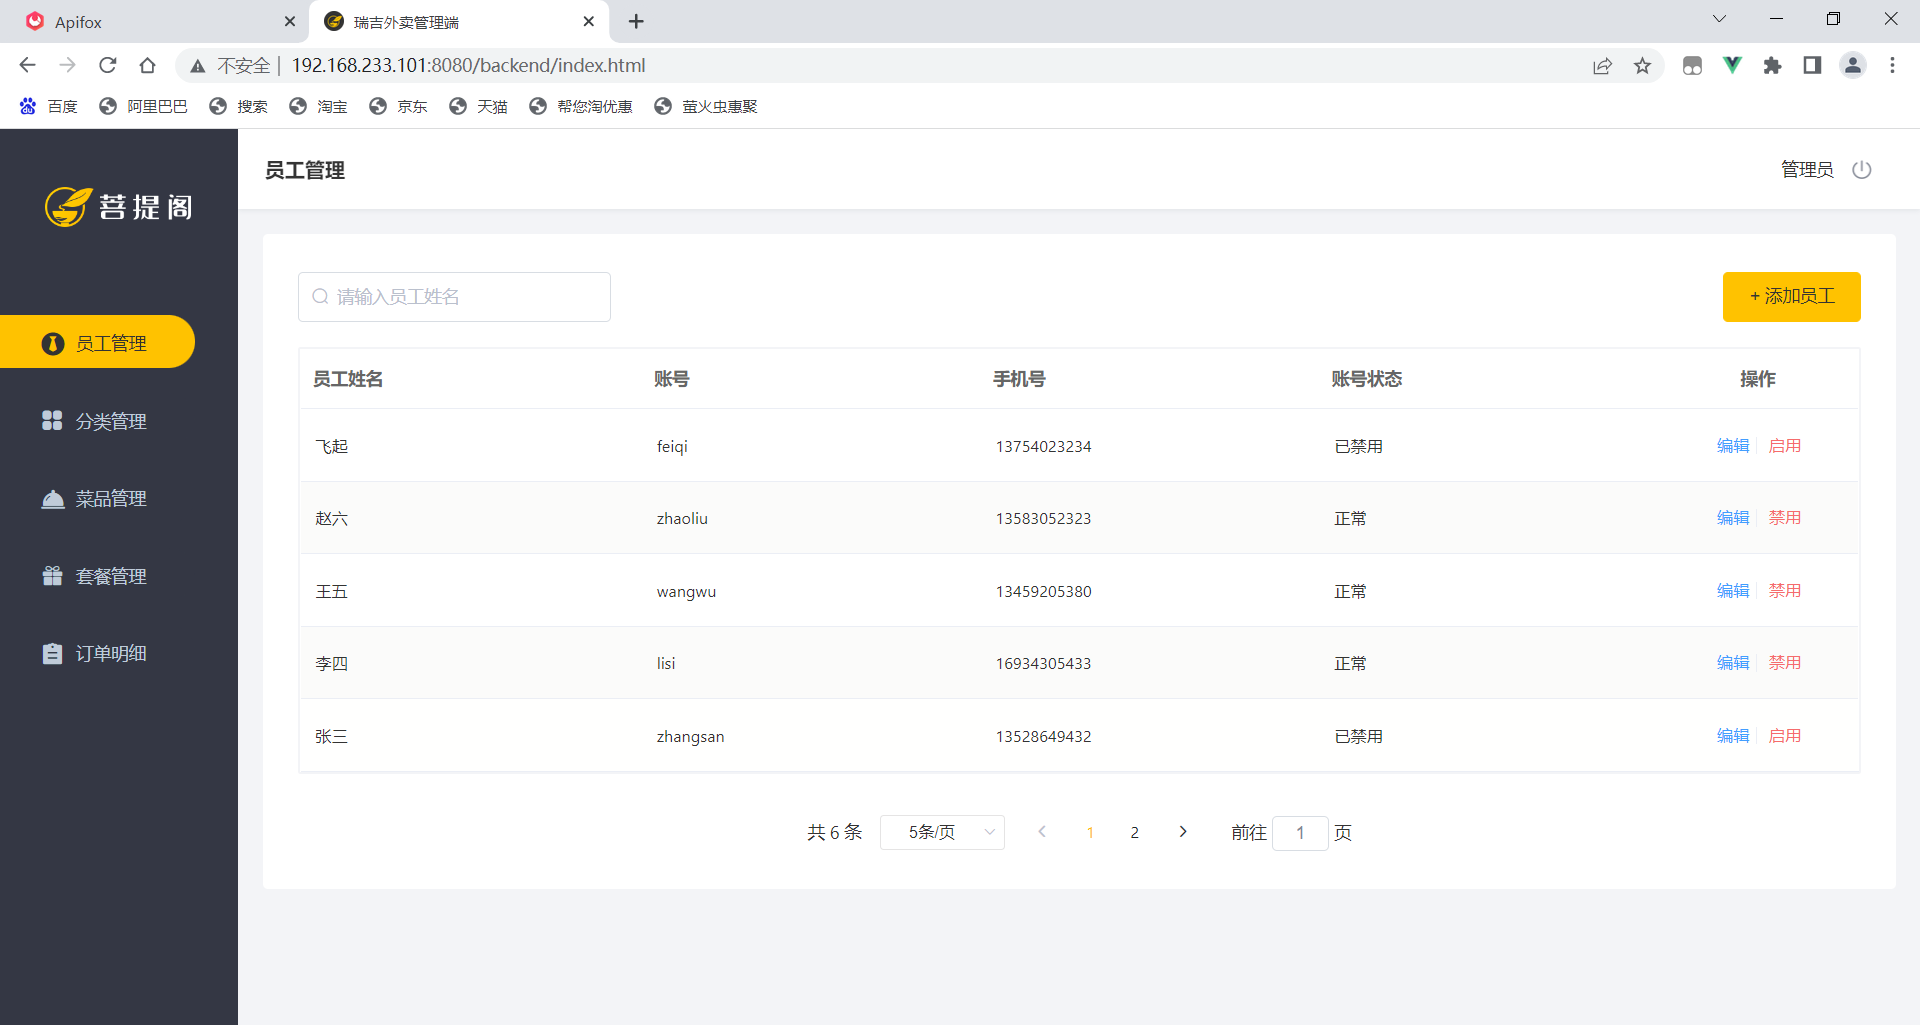 Apifox
瑞吉外卖管理端
不安全 192.168.233.101:8080/backend/index.html
百度 阿里巴巴 搜索 淘宝 京东 天猫 帮您淘优惠 萤火虫惠聚
菩提阁
员工管理
分类管理
菜品管理
套餐管理
订单明细
员工管理 管理员
请输入员工姓名 + 添加员工
员工姓名 账号 手机号 账号状态 操作
飞起 feiqi 13754023234 已禁用 编辑 启用
赵六 zhaoliu 13583052323 正常 编辑 禁用
王五 wangwu 13459205380 正常 编辑 禁用
李四 lisi 16934305433 正常 编辑 禁用
张三 zhangsan 13528649432 已禁用 编辑 启用
共 6 条 5条/页 1 2 前往 1 页